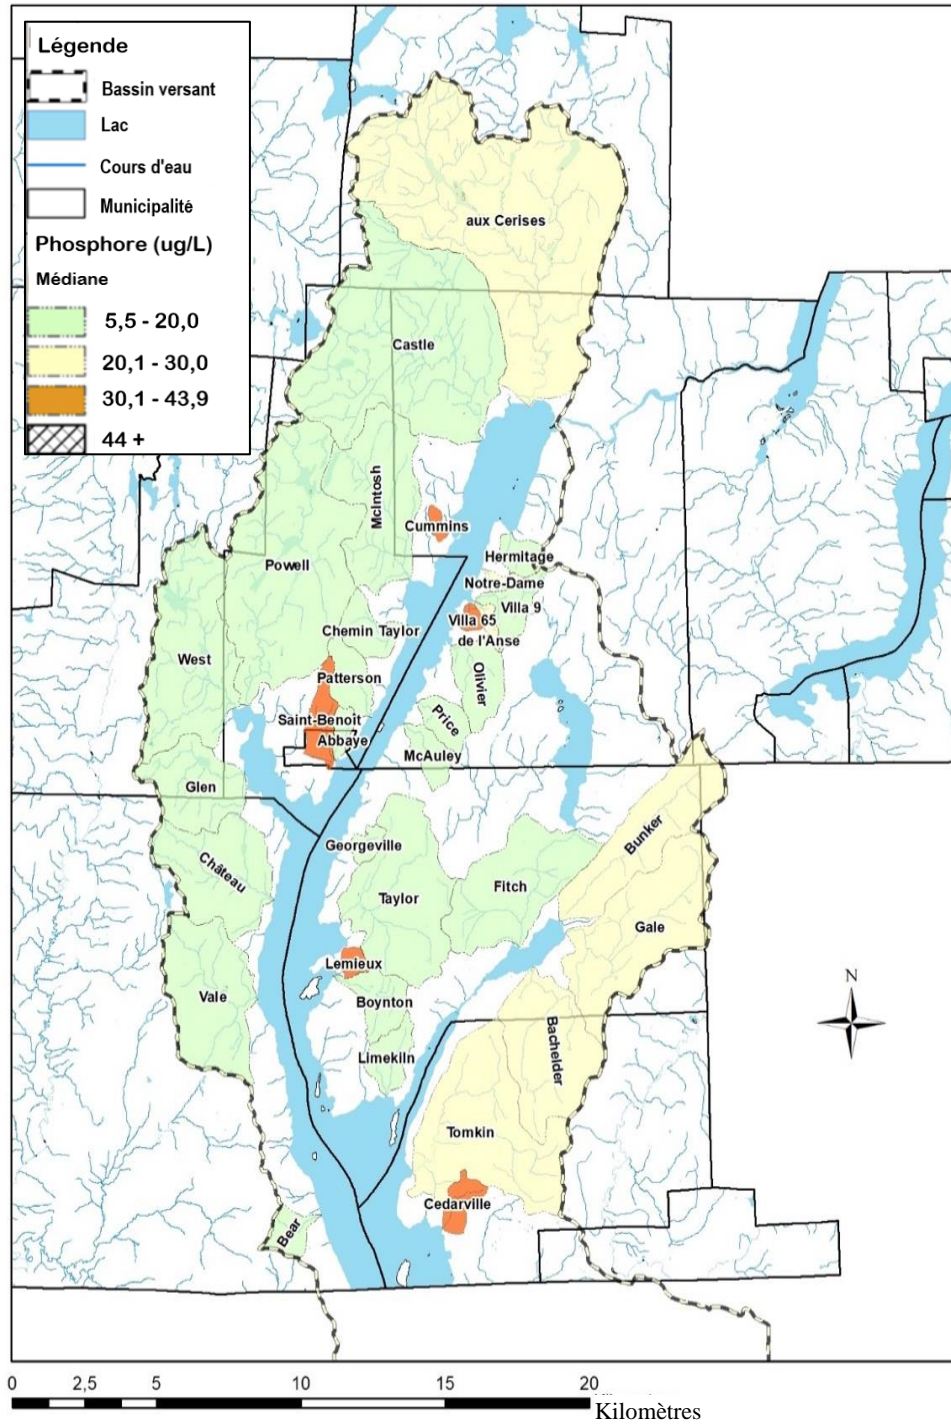 Légende
Bassin versant
Lac
Cours d'eau
Municipalité
Phosphore (ug/L)
Médiane
5,5 - 20,0
20,1 - 30,0
30,1 - 43,9
44 +
aux Cerises
Castle
McIntosh
Cummins
Powell
Hermitage
Notre-Dame
Villa 9
Villa 65
de l'Anse
Chemin Taylor
West
Patterson
Olivier
Saint-Benoit
Price
Abbaye
McAuley
Glen
Georgeville
Bunker
Château
Taylor
Fitch
Gale
Lemieux
Vale
Boynton
Limekiln
Bachelder
Tomkin
Cedarville
Bear
N
0 2,5 5 10 15 20
Kilomètres